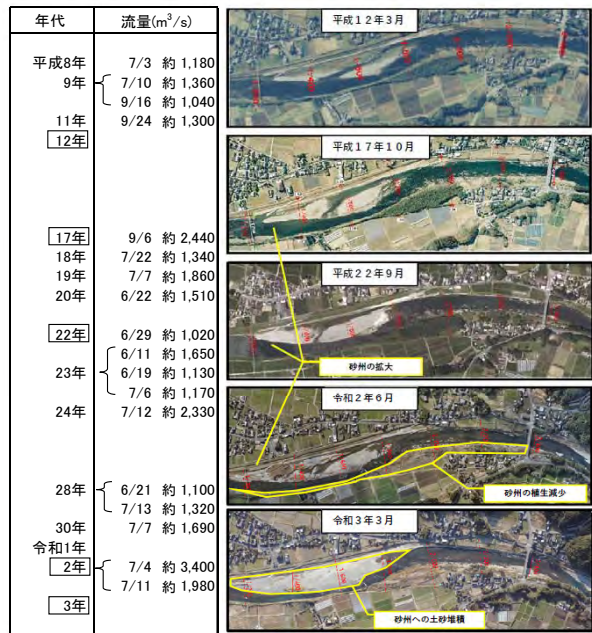 年代 流量(m³/s)
平成8年 7/3 約 1,180
9年 7/10 約 1,360
9/16 約 1,040
11年 9/24 約 1,300
12年
17年 9/6 約 2,440
18年 7/22 約 1,340
19年 7/7 約 1,860
20年 6/22 約 1,510
22年 6/29 約 1,020
23年 6/11 約 1,650
6/19 約 1,130
7/6 約 1,170
24年 7/12 約 2,330
28年 6/21 約 1,100
7/13 約 1,320
30年 7/7 約 1,690
令和1年
2年 7/4 約 3,400
7/11 約 1,980
3年
平成12年3月
平成17年10月
平成22年9月
砂州の拡大
令和2年6月
砂州の植生減少
令和3年3月
砂州への土砂堆積